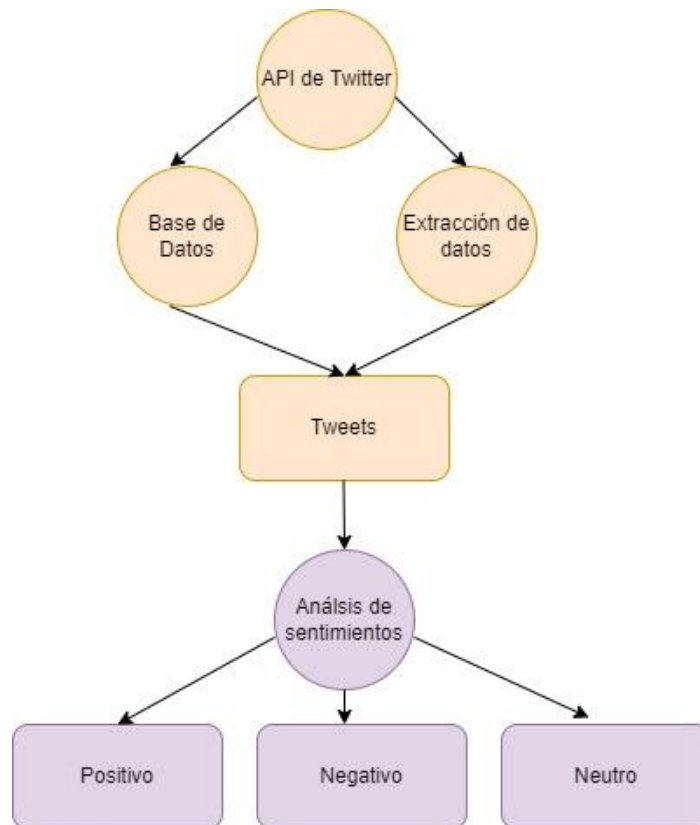 API de Twitter
Base de
Datos
Extracción de
datos
Tweets
Análsis de
sentimientos
Positivo
Negativo
Neutro